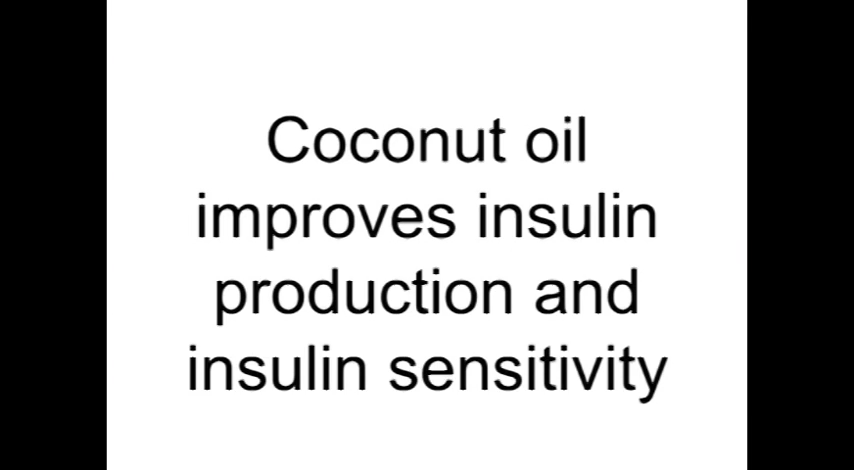 Coconut oil
improves insulin
production and
insulin sensitivity